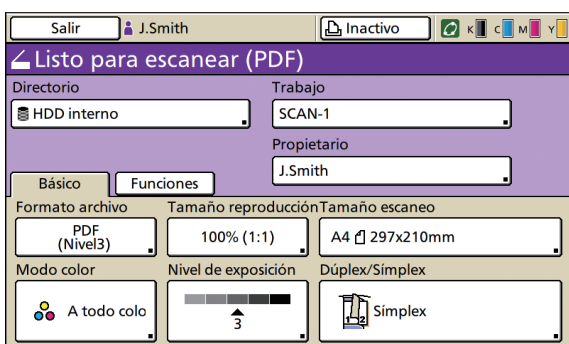 Salir J.Smith Inactivo K C M Y
Listo para escanear (PDF)
Directorio Trabajo
HDD interno SCAN-1
Propietario
J.Smith
Básico Funciones
Formato archivo Tamaño reproducción Tamaño escaneo
PDF
(Nivel3) 100% (1:1) A4 297x210mm
Modo color Nivel de exposición Dúplex/Símplex
A todo colo 3 1 2 Símplex